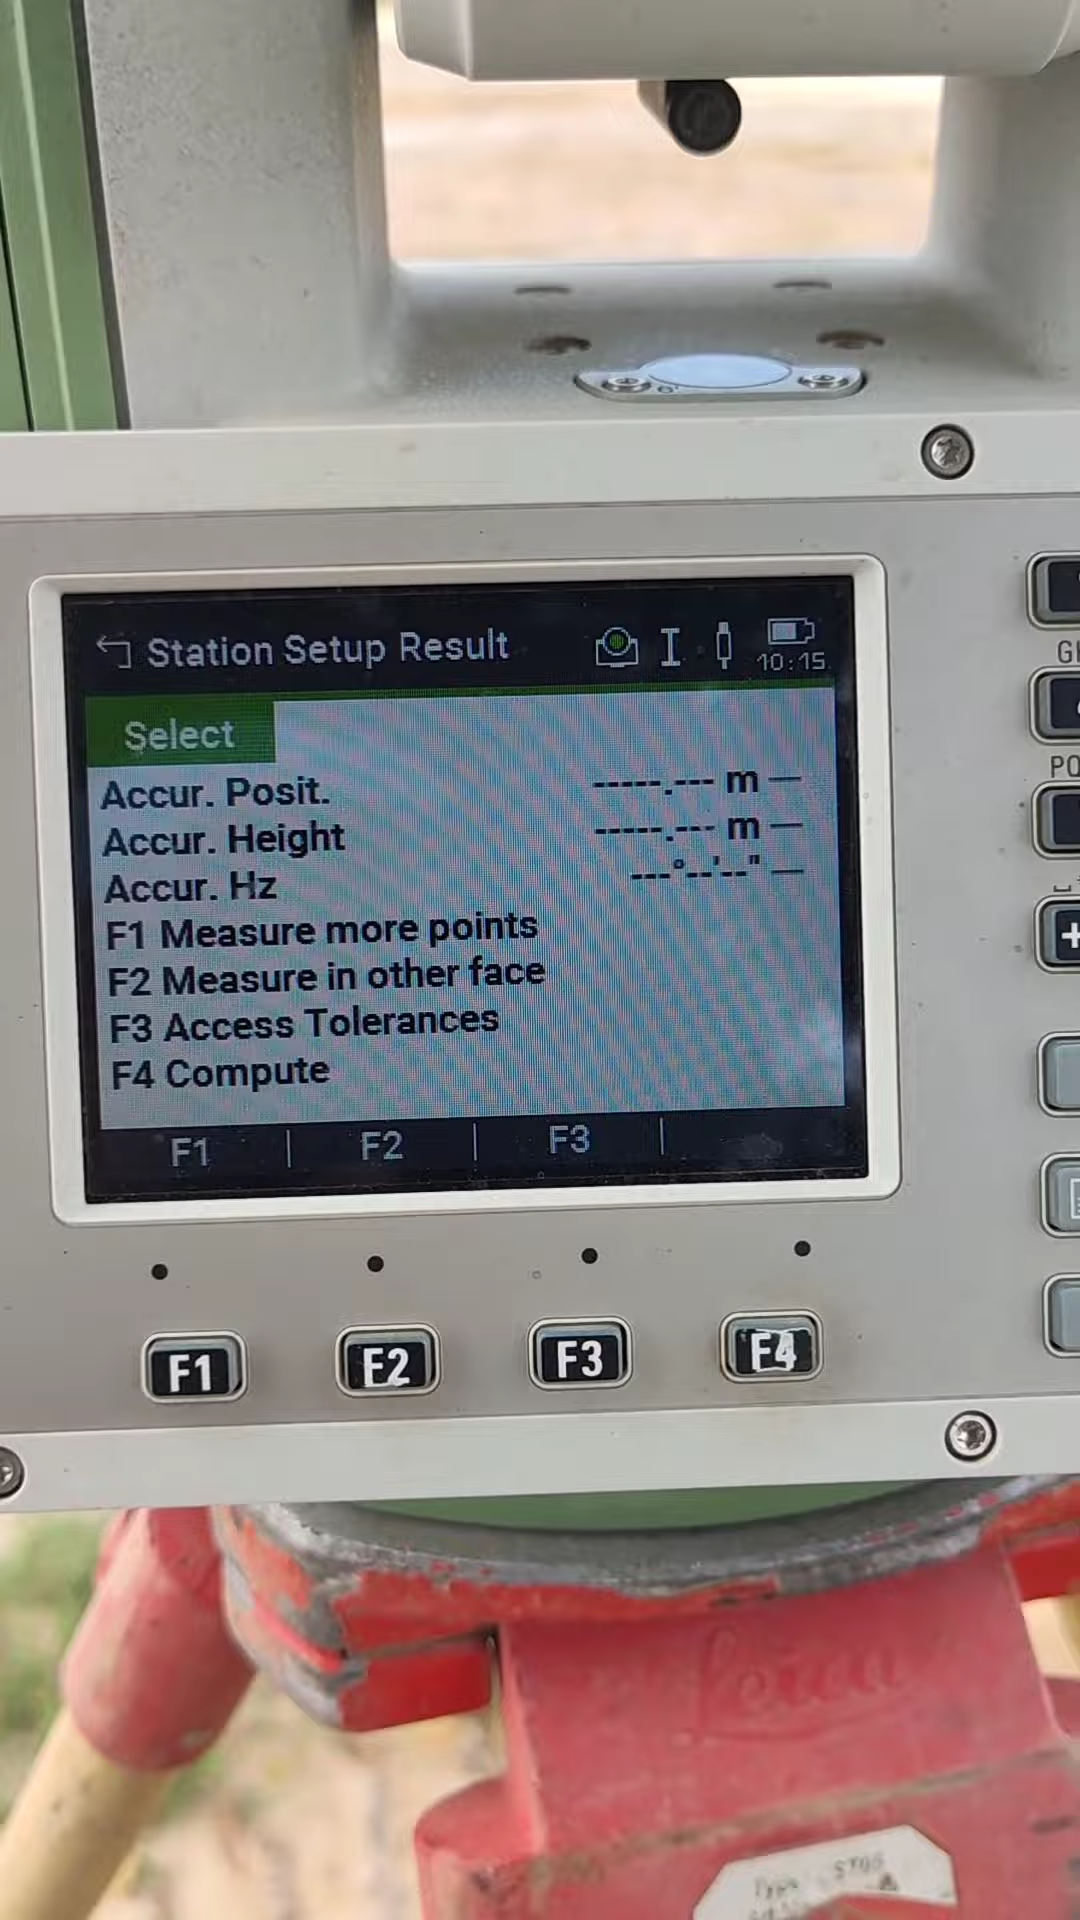 Station Setup Result
10:15
Select
Accur. Posit. -----.--- m —
Accur. Height -----.--- m —
Accur. Hz ---°--'--" —
F1 Measure more points
F2 Measure in other face
F3 Access Tolerances
F4 Compute
F1 | F2 | F3 |
F1 F2 F3 F4
Leica